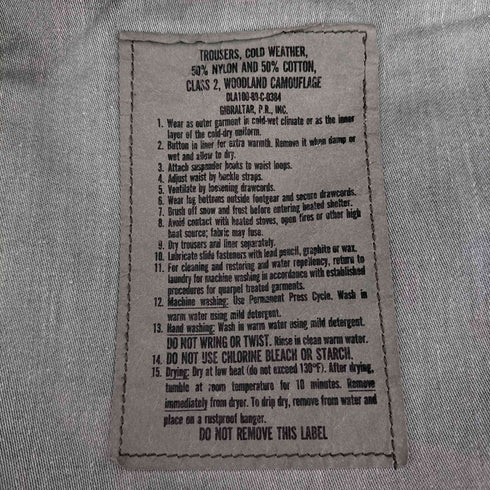 TROUSERS, COLD WEATHER,
50% NYLON AND 50% COTTON,
CLASS 2, WOODLAND CAMOUFLAGE
DLA100-83-C-0384
GIBRALTAR, P.R., INC.
1. Wear as outer garment in cold-wet climate or as the inner
layer of the cold-dry uniform.
2. Button in liner for extra warmth. Remove it when damp or
wet and allow to dry.
3. Attach suspender hooks to waist loops.
4. Adjust waist by buckle straps.
5. Ventilate by loosening drawcords.
6. Wear leg bottoms outside footgear and secure drawcords.
7. Brush off snow and frost before entering heated shelter.
8. Avoid contact with heated stoves, open fires or other high
heat source; fabric may fuse.
9. Dry trousers and liner separately.
10. Lubricate slide fasteners with lead pencil, graphite or wax.
11. For cleaning and restoring and water repellency, return to
laundry for machine washing in accordance with established
procedures for quarpel treated garments.
12. Machine washing: Use Permanent Press Cycle. Wash in
warm water using mild detergent.
13. Hand washing: Wash in warm water using mild detergent.
DO NOT WRING OR TWIST. Rinse in clean warm water.
14. DO NOT USE CHLORINE BLEACH OR STARCH.
15. Drying: Dry at low heat (do not exceed 130°F). After drying,
tumble at room temperature for 10 minutes. Remove
immediately from dryer. To drip dry, remove from water and
place on a rustproof hanger.
DO NOT REMOVE THIS LABEL